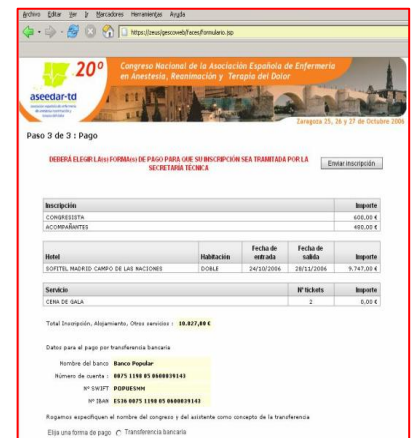 Archivo Editar Ver Ir Marcadores Herramientas Ayuda
https://zeus/gescoweb/faces/formulario.jsp
20º
Congreso Nacional de la Asociación Española de Enfermería
en Anestesia, Reanimación y Terapia del Dolor
aseedar-td
Zaragoza 25, 26 y 27 de Octubre 2006
Paso 3 de 3 : Pago
DEBERÁ ELEGIR LA(s) FORMA(s) DE PAGO PARA QUE SU INSCRIPCIÓN SEA TRAMITADA POR LA
SECRETARÍA TÉCNICA
Enviar inscripción
Inscripción Importe
CONGRESISTA 600,00 €
ACOMPAÑANTES 480,00 €
Hotel Habitación Fecha de entrada Fecha de salida Importe
SOFITEL MADRID CAMPO DE LAS NACIONES DOBLE 24/10/2006 28/11/2006 9.747,00 €
Servicio Nº tickets Importe
CENA DE GALA 2 0,00 €
Total Inscripción, Alojamiento, Otros servicios : 10.827,00 €
Datos para el pago por transferencia bancaria
Nombre del banco Banco Popular
Número de cuenta : 0075 1190 05 0600039143
Nº SWIFT POPUESMM
Nº IBAN ES36 0075 1190 05 0600039143
Rogamos especifiquen el nombre del congreso y del asistente como concepto de la transferencia
Elija una forma de pago Transferencia bancaria